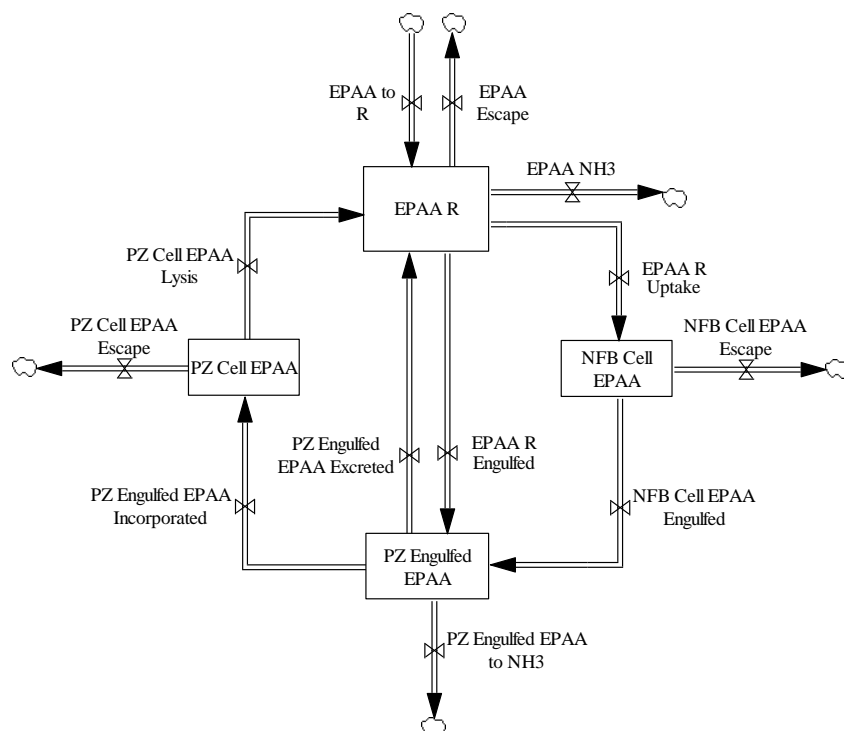 EPAA to
R
EPAA
Escape
EPAA NH3
EPAA R
PZ Cell EPAA
Lysis
EPAA R
Uptake
PZ Cell EPAA
Escape
NFB Cell EPAA
Escape
PZ Cell EPAA
NFB Cell
EPAA
PZ Engulfed
EPAA Excreted
EPAA R
Engulfed
PZ Engulfed EPAA
Incorporated
NFB Cell EPAA
Engulfed
PZ Engulfed
EPAA
PZ Engulfed EPAA
to NH3